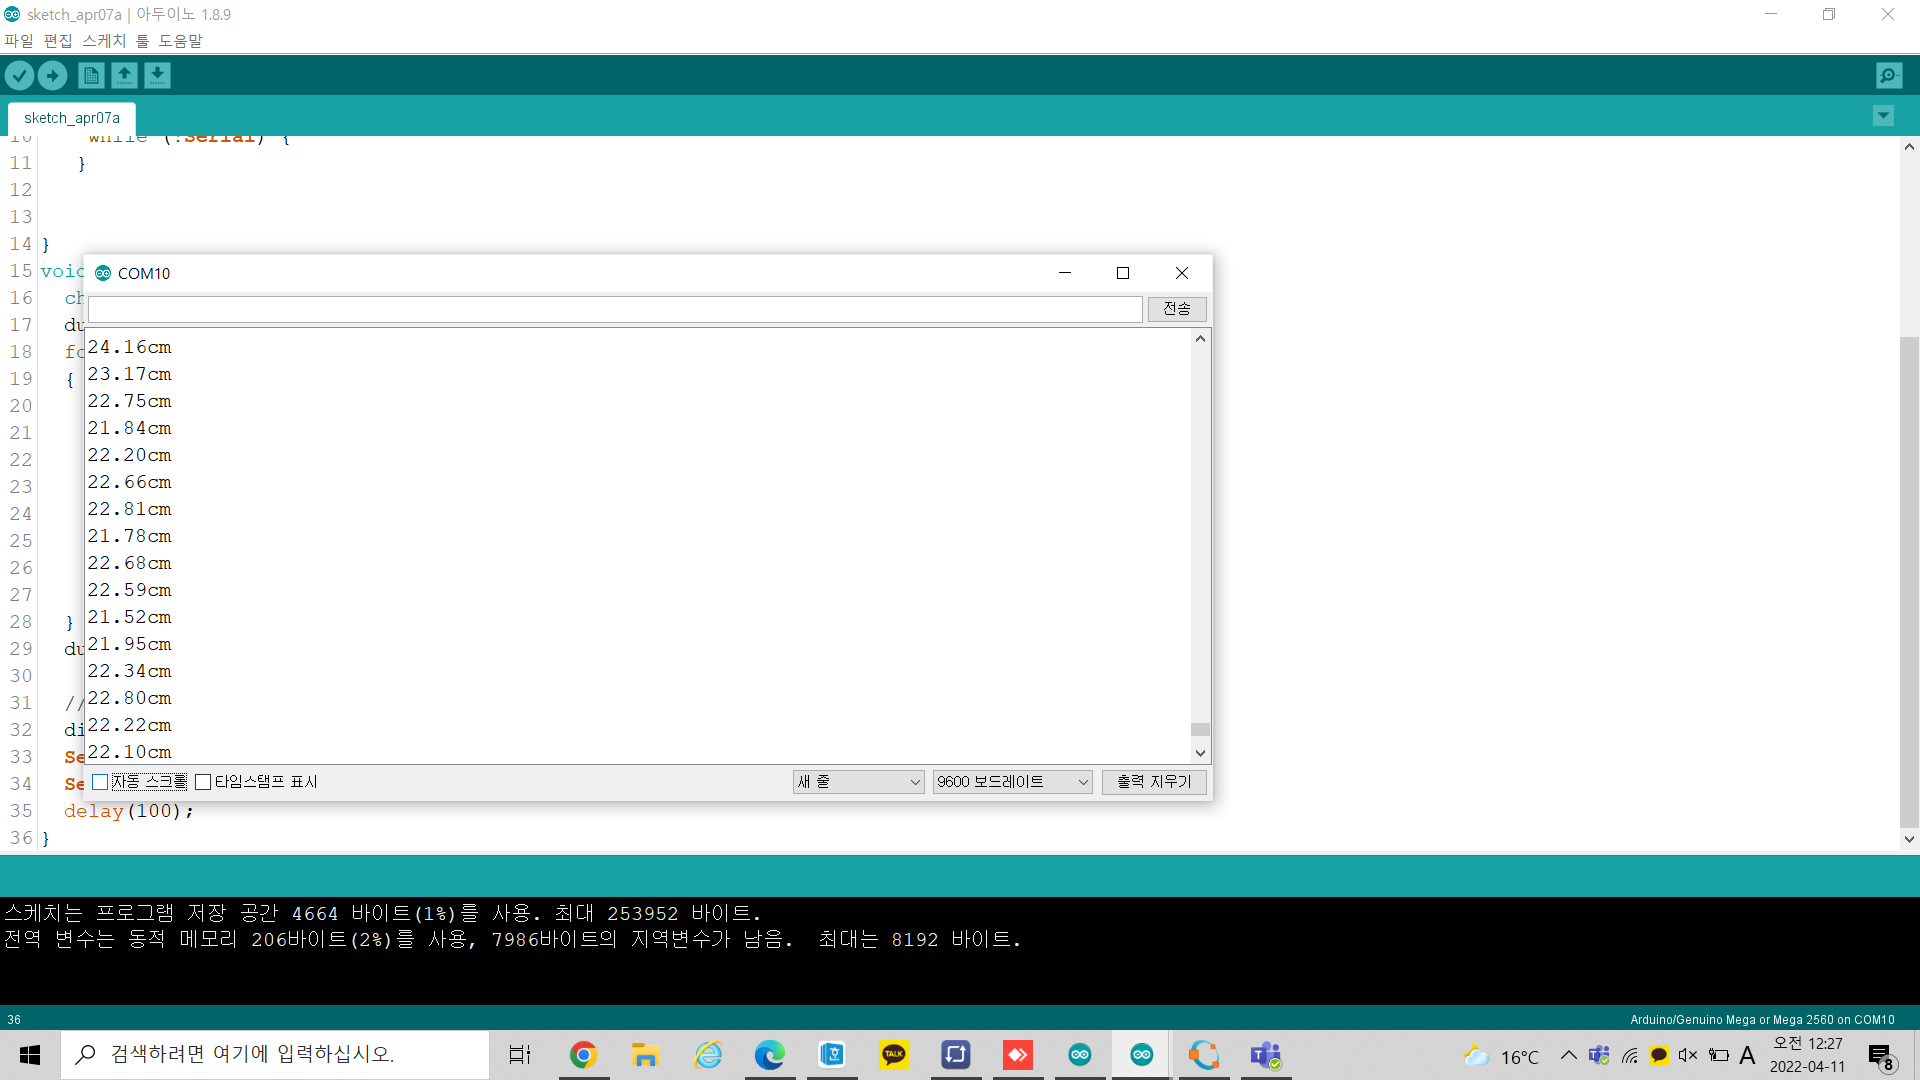 sketch_apr07a | 아두이노 1.8.9
파일 편집 스케치 툴 도움말
sketch_apr07a
10 while (!Serial) {
11 }
12
13
14 }
15 void
16 ch
17 du
18 fo
19 {
20
21
22
23
24
25
26
27
28 }
29 du
30
31 //
32 di
33 Se
34 Se
35 delay(100);
36 }
COM10
전송
24.16cm
23.17cm
22.75cm
21.84cm
22.20cm
22.66cm
22.81cm
21.78cm
22.68cm
22.59cm
21.52cm
21.95cm
22.34cm
22.80cm
22.22cm
22.10cm
자동 스크롤 타임스탬프 표시 새 줄 9600 보드레이트 출력 지우기
스케치는 프로그램 저장 공간 4664 바이트(1%)를 사용. 최대 253952 바이트.
전역 변수는 동적 메모리 206바이트(2%)를 사용, 7986바이트의 지역변수가 남음.  최대는 8192 바이트.
36 Arduino/Genuino Mega or Mega 2560 on COM10
검색하려면 여기에 입력하십시오.
TALK
16°C
A
오전 12:27
2022-04-11
8